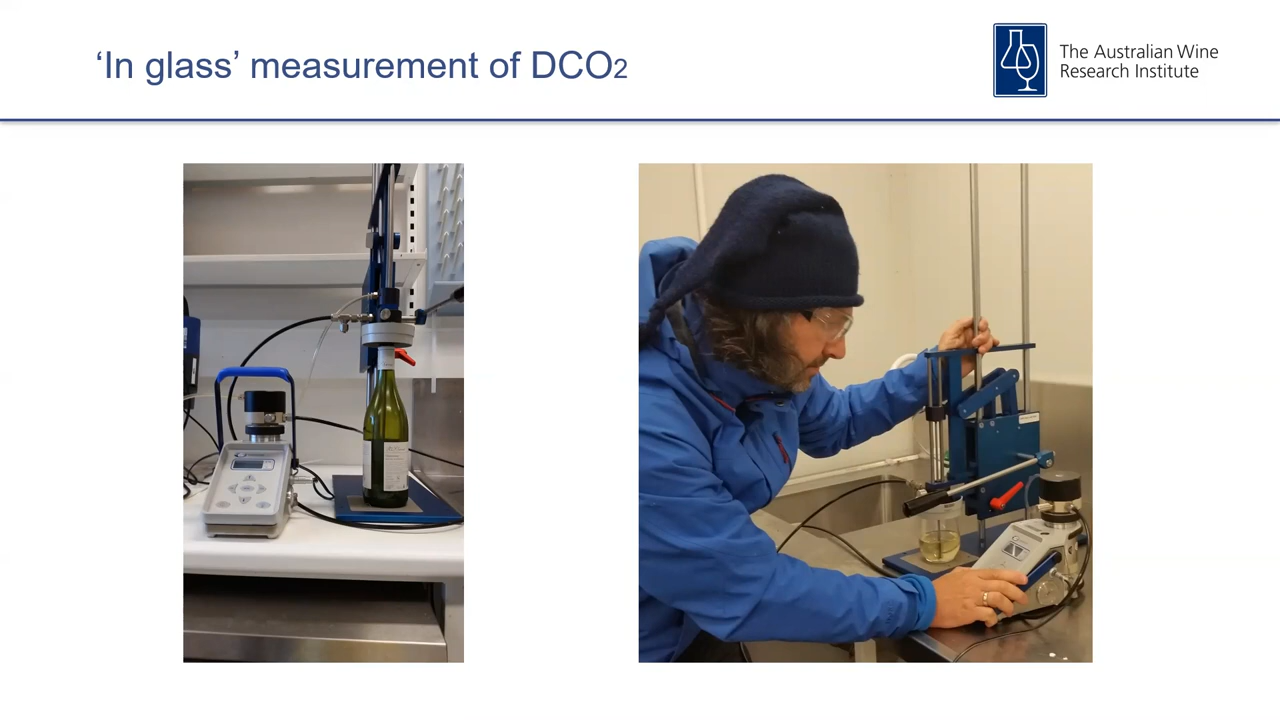 ‘In glass’ measurement of DCO2
The Australian Wine
Research Institute